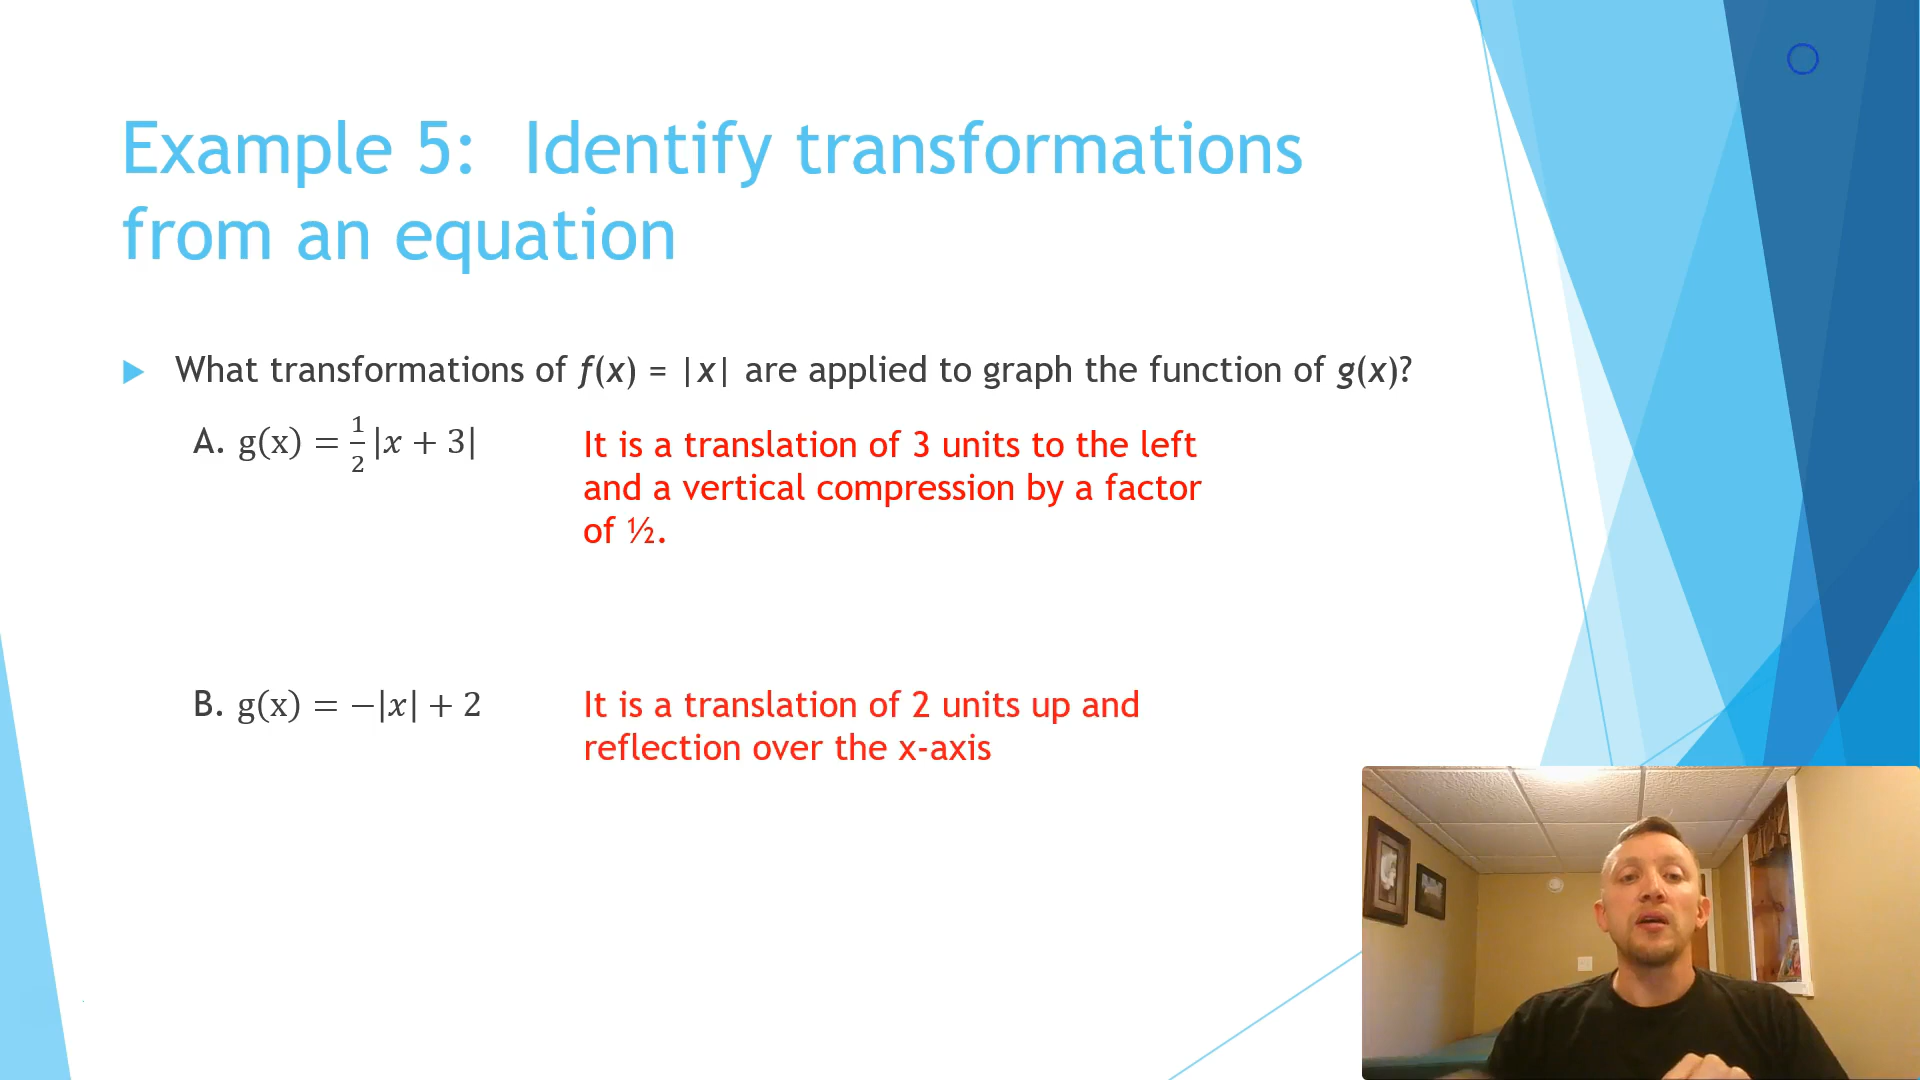 Example 5: Identify transformations
from an equation
What transformations of f(x) = |x| are applied to graph the function of g(x)?
A. g(x) = 1/2 |x + 3|
It is a translation of 3 units to the left
and a vertical compression by a factor
of ½.
B. g(x) = −|x| + 2
It is a translation of 2 units up and
reflection over the x-axis